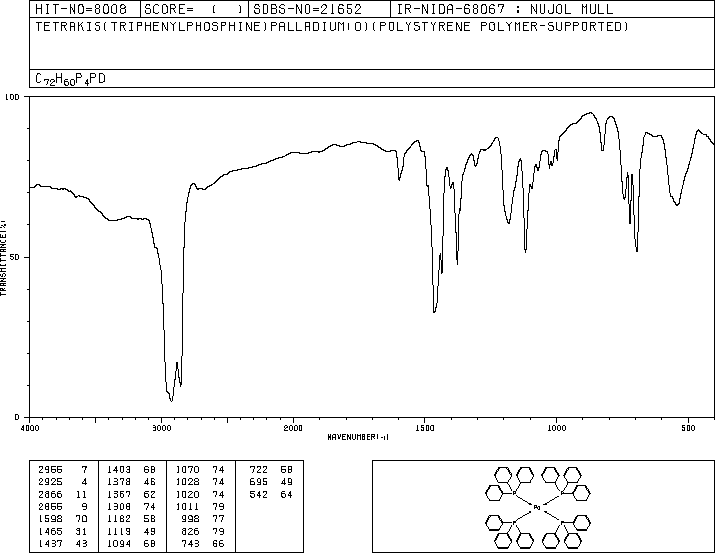 HIT-NO=8008 SCORE= ( ) SDBS-NO=21652 IR-NIDA-68067 : NUJOL MULL
TETRAKIS(TRIPHENYLPHOSPHINE)PALLADIUM(0)(POLYSTYRENE POLYMER-SUPPORTED)
C72H60P4PD
100
TRANSMITTANCE(%)
50
0
4000 3000 2000 1500 1000 500
WAVENUMBER(-1)
2955 7 1403 68 1070 74 722 58
2925 4 1378 46 1028 74 695 49
2866 11 1367 62 1020 74 542 64
2855 9 1308 74 1011 79
1598 70 1182 58 998 77
1465 31 1119 49 826 79
1437 43 1094 68 743 66
P P
Pd
P P